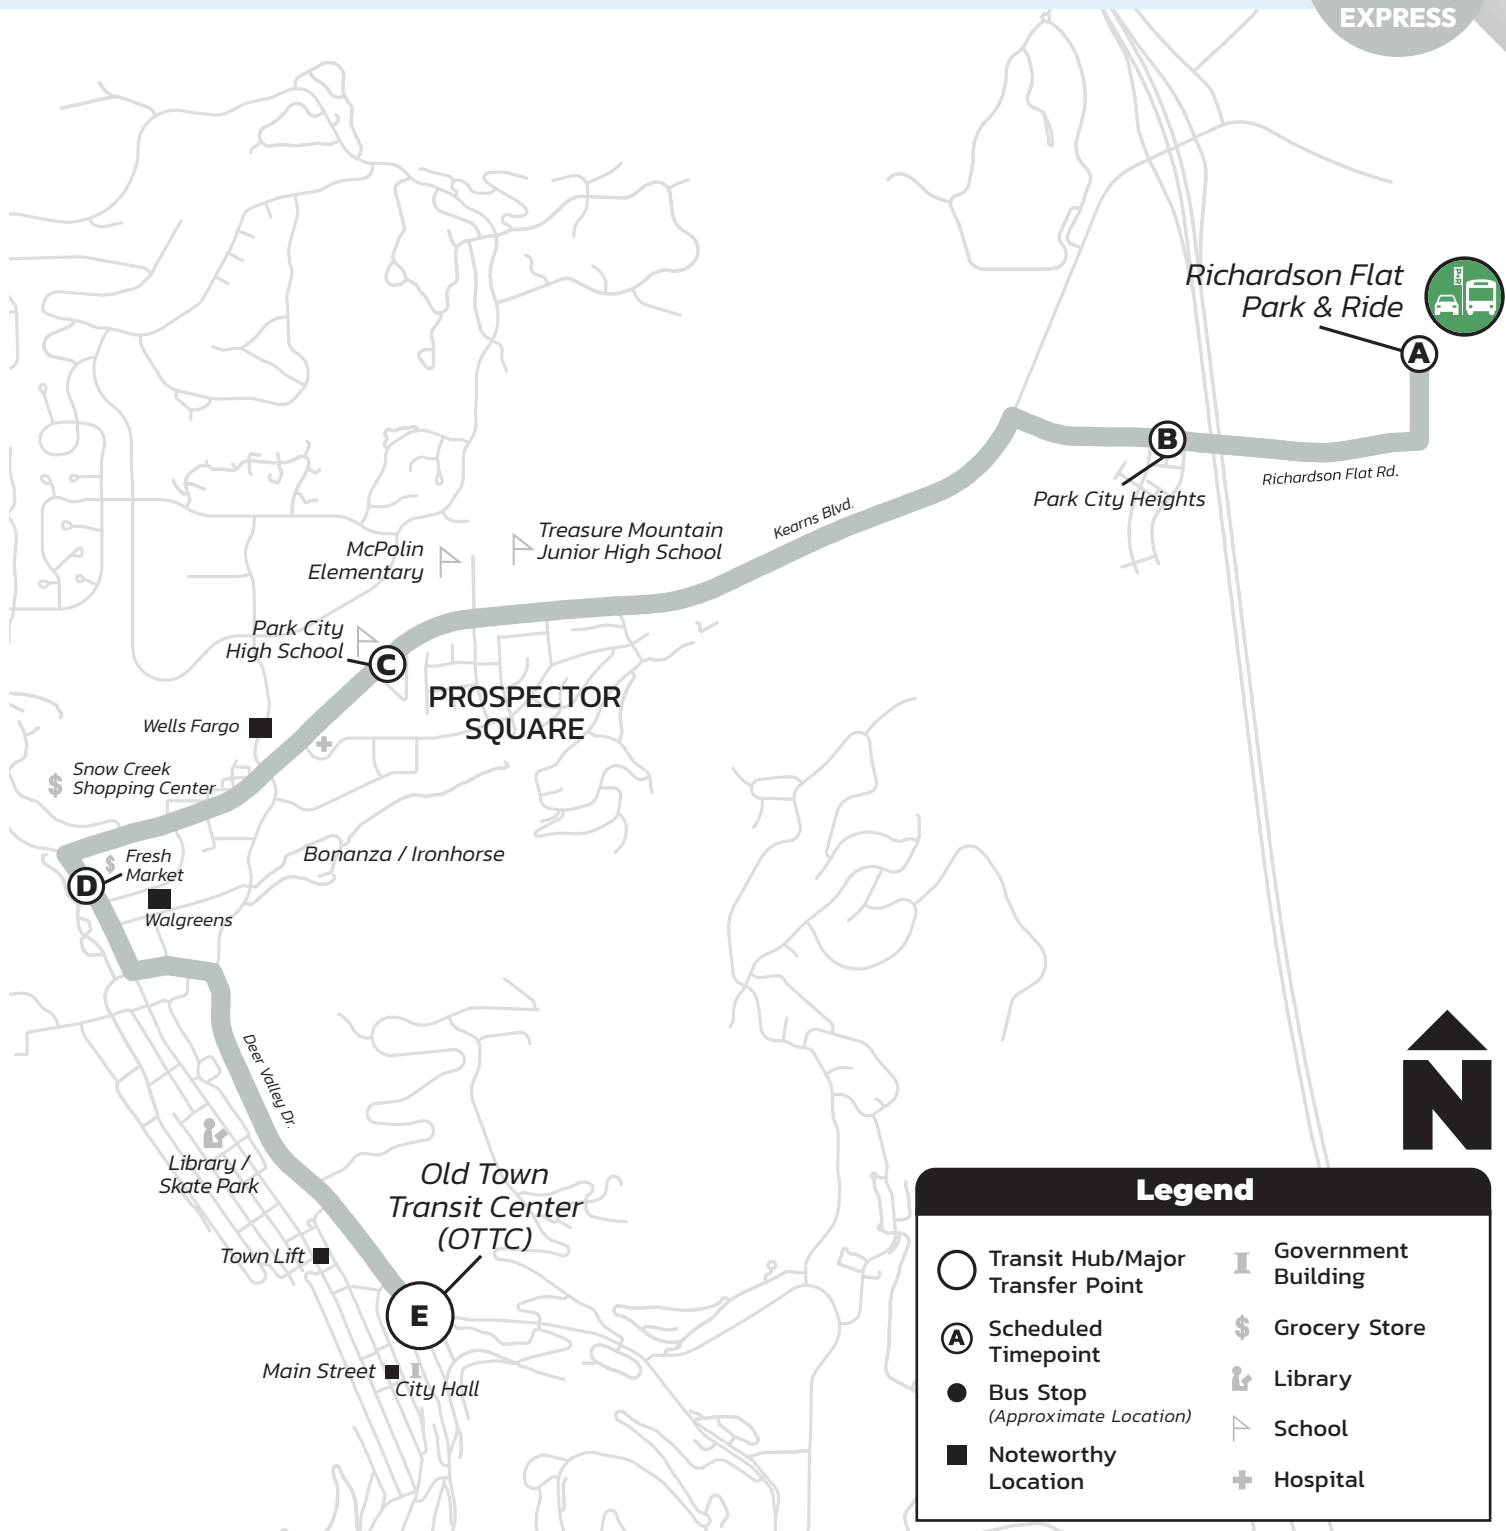 EXPRESS
Richardson Flat
Park & Ride
P+R
A
B
Park City Heights
Richardson Flat Rd.
Kearns Blvd.
Treasure Mountain
Junior High School
McPolin
Elementary
Park City
High School
C
PROSPECTOR
SQUARE
Wells Fargo
Snow Creek
Shopping Center
$
Bonanza / Ironhorse
$
Fresh
Market
D
Walgreens
Deer Valley Dr.
Library /
Skate Park
Old Town
Transit Center
(OTTC)
Town Lift
E
Main Street
City Hall
N
Legend
Transit Hub/Major
Transfer Point
A
Scheduled
Timepoint
Bus Stop
(Approximate Location)
Noteworthy
Location
Government
Building
$
Grocery Store
Library
School
Hospital